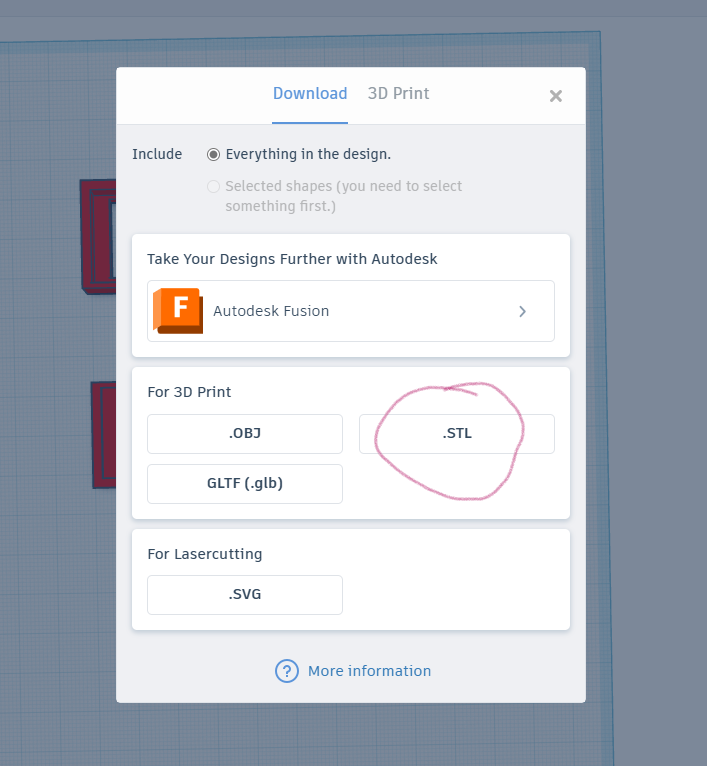 Download 3D Print
Include Everything in the design.
Selected shapes (you need to select
something first.)
Take Your Designs Further with Autodesk
F Autodesk Fusion
For 3D Print
.OBJ .STL
GLTF (.glb)
For Lasercutting
.SVG
? More information